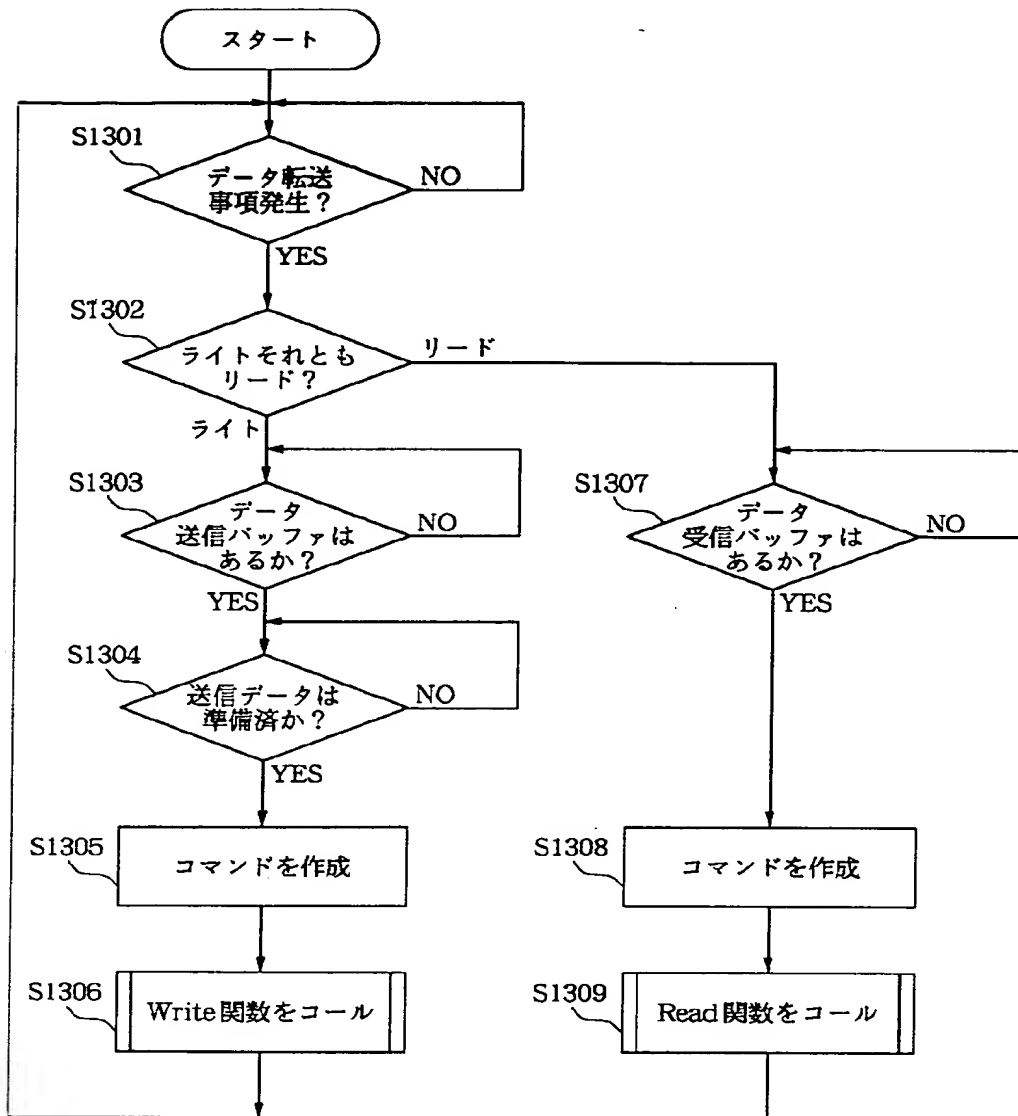 スタート
S1301
データ転送
事項発生？
NO
YES
S1302
ライトそれとも
リード？
リード
ライト
S1303
データ
送信バッファは
あるか？
NO
YES
S1307
データ
受信バッファは
あるか？
NO
YES
S1304
送信データは
準備済か？
NO
YES
S1305
コマンドを作成
S1308
コマンドを作成
S1306
Write関数をコール
S1309
Read関数をコール